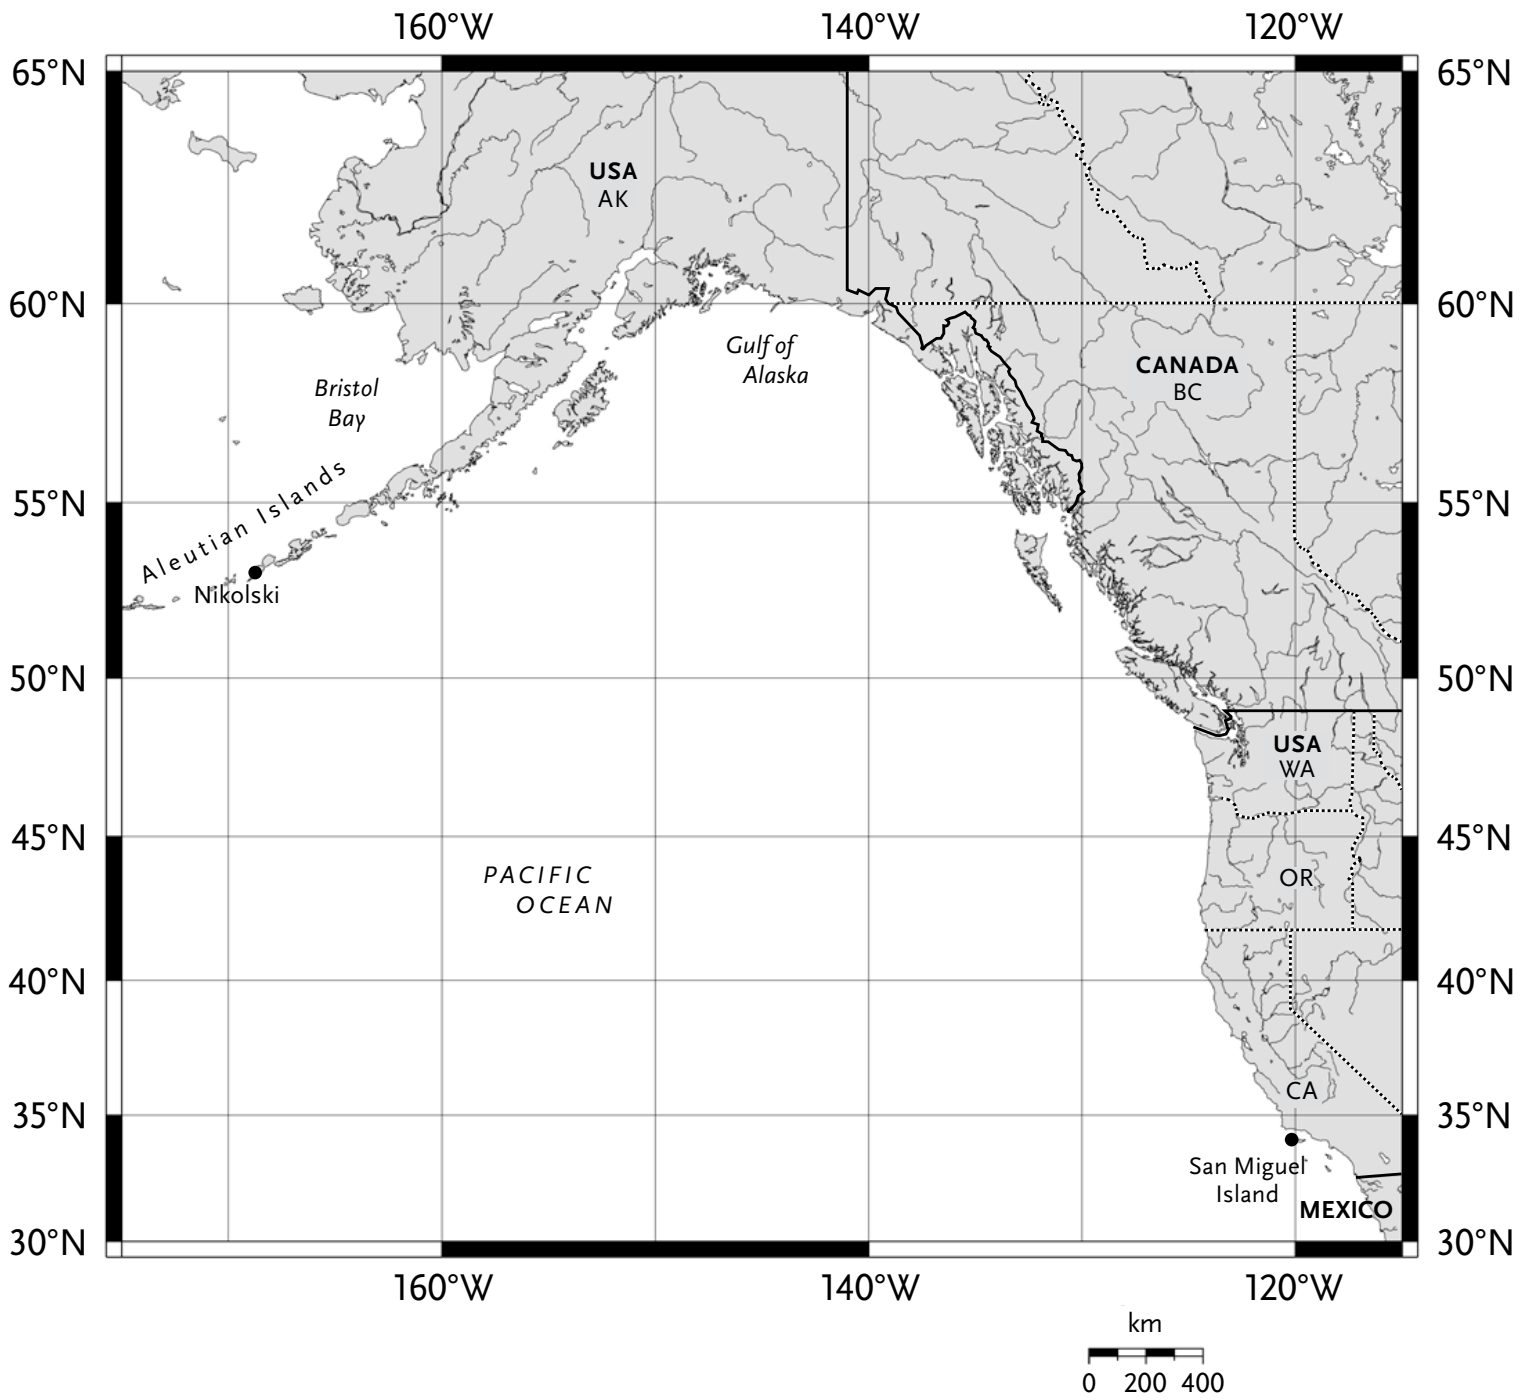 160°W 140°W 120°W
65°N 65°N
USA
AK
60°N 60°N
Gulf of
Alaska
CANADA
BC
Bristol
Bay
Aleutian Islands
55°N 55°N
Nikolski
50°N 50°N
USA
WA
45°N 45°N
PACIFIC
OCEAN
OR
40°N 40°N
CA
35°N 35°N
San Miguel
Island
MEXICO
30°N 30°N
160°W 140°W 120°W
km
0 200 400